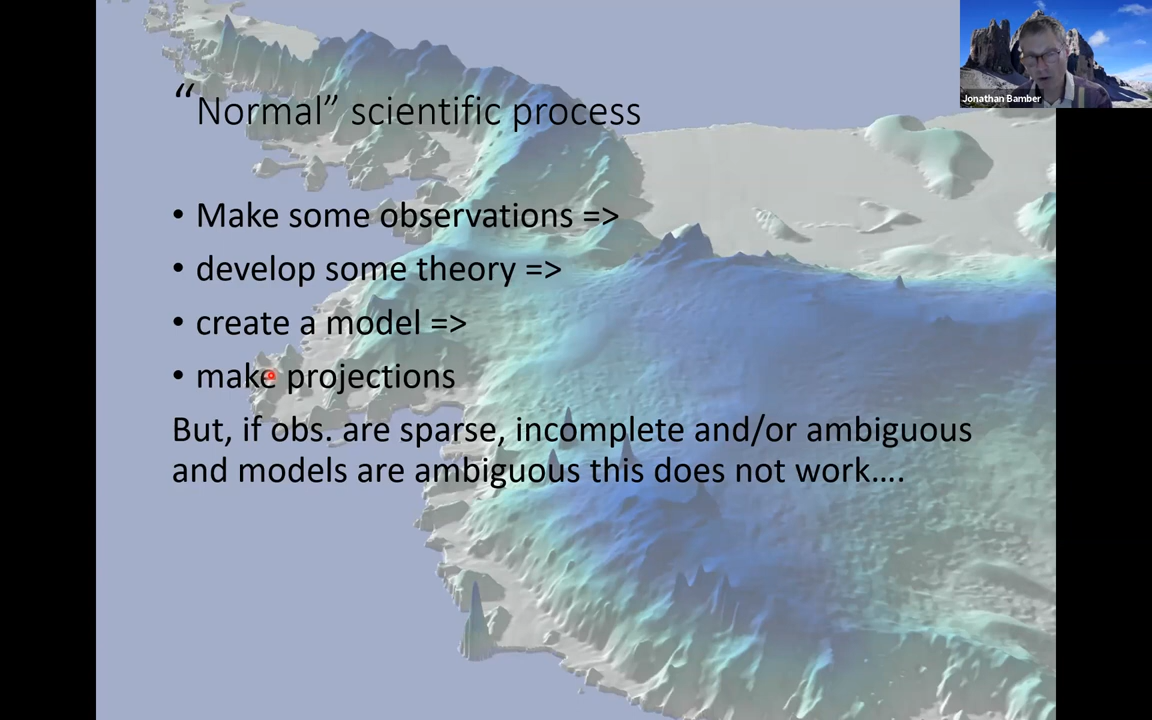 Jonathan Bamber
“Normal” scientific process
• Make some observations =>
• develop some theory =>
• create a model =>
• make projections
But, if obs. are sparse, incomplete and/or ambiguous
and models are ambiguous this does not work….